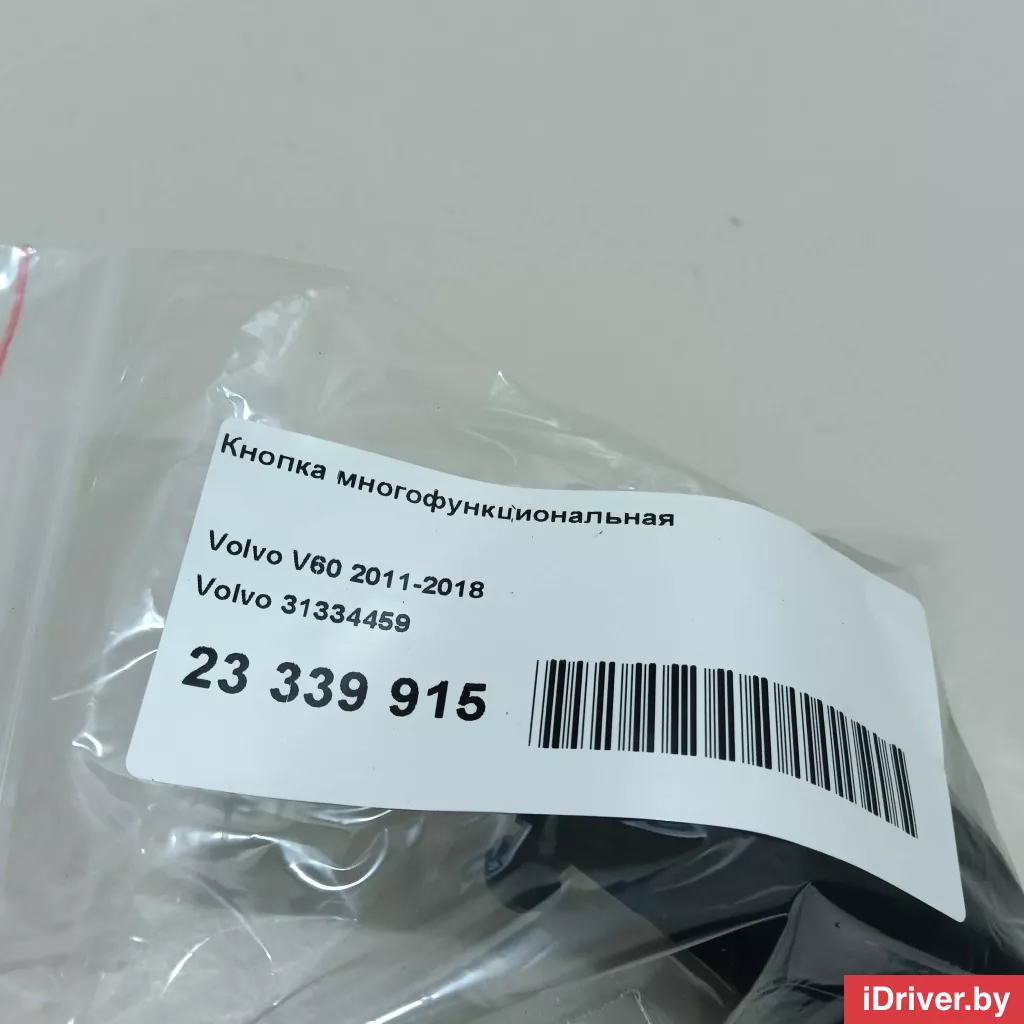 Кнопка многофункциональная
Volvo V60 2011-2018
Volvo 31334459
23 339 915
iDriver.by